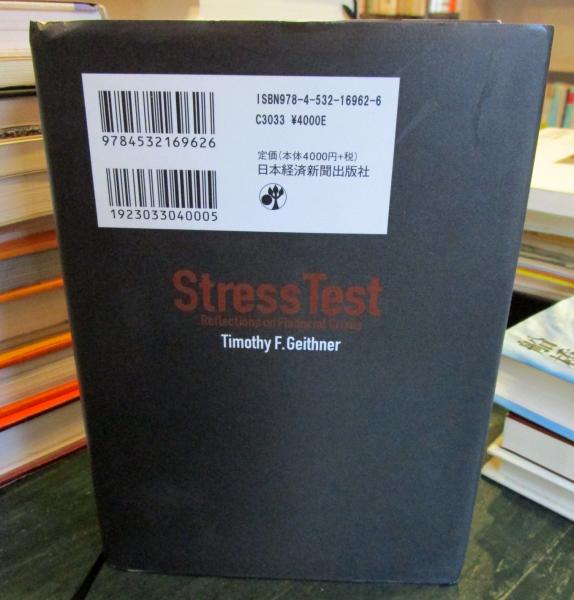 ISBN978-4-532-16962-6
C3033 ¥4000E
9784532169626
定価(本体4000円+税)
日本経済新聞出版社
1923033040005
Stress Test
Reflections on Financial Crises
Timothy F. Geithner